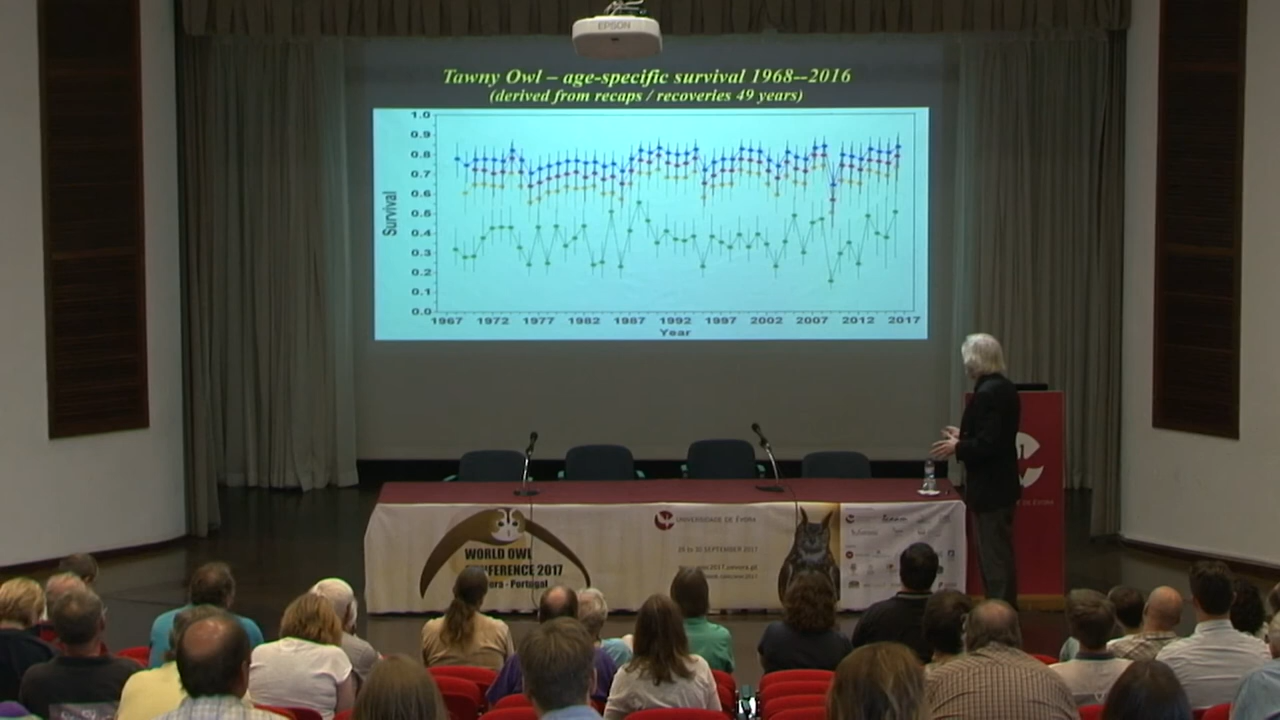 EPSON
Tawny Owl – age-specific survival 1968--2016
(derived from recaps / recoveries 49 years)
Survival
1.0
0.9
0.8
0.7
0.6
0.5
0.4
0.3
0.2
0.1
0.0
1967 1972 1977 1982 1987 1992 1997 2002 2007 2012 2017
Year
WORLD OWL
CONFERENCE 2017
Portugal
UNIVERSIDADE DE ÉVORA
SEPTEMBER 2017
DE ÉVORA